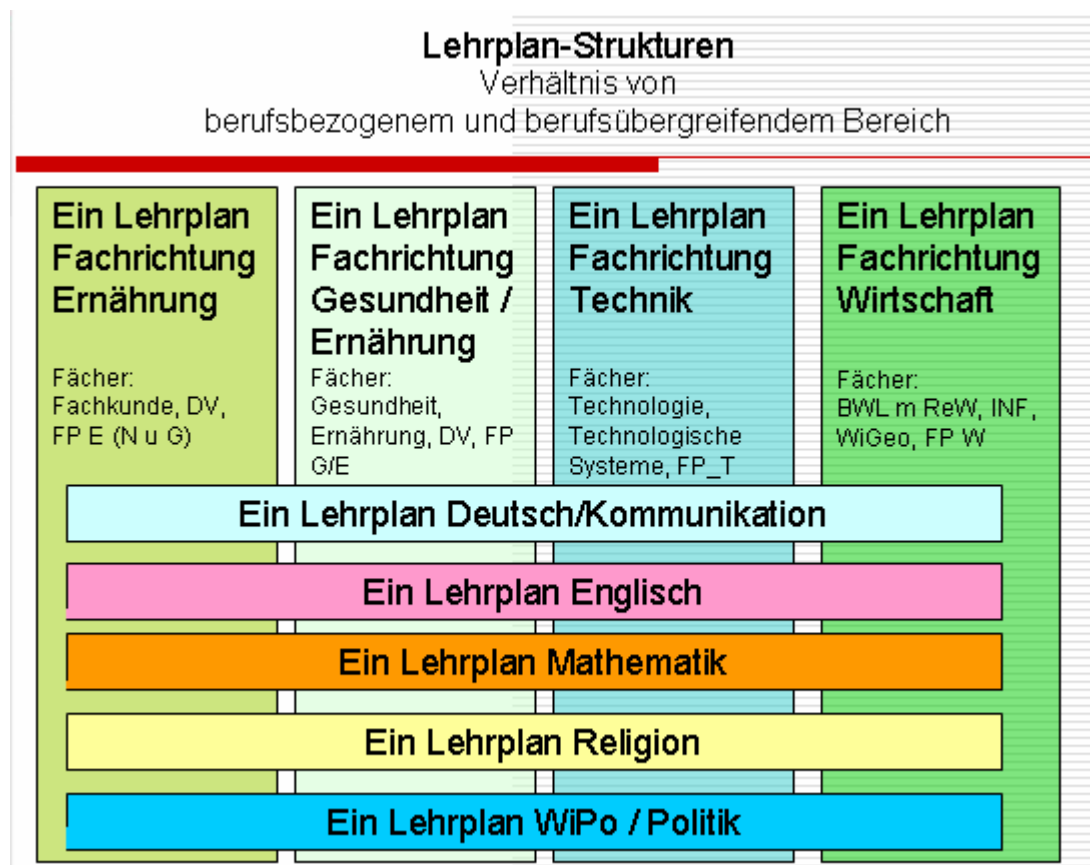 Lehrplan-Strukturen
Verhältnis von
berufsbezogenem und berufsübergreifendem Bereich
Ein Lehrplan
Fachrichtung
Ernährung
Fächer:
Fachkunde, DV,
FP E (N u G)
Ein Lehrplan
Fachrichtung
Gesundheit /
Ernährung
Fächer:
Gesundheit,
Ernährung, DV, FP
G/E
Ein Lehrplan
Fachrichtung
Technik
Fächer:
Technologie,
Technologische
Systeme, FP_T
Ein Lehrplan
Fachrichtung
Wirtschaft
Fächer:
BWL m ReW, INF,
WiGeo, FP W
Ein Lehrplan Deutsch/Kommunikation
Ein Lehrplan Englisch
Ein Lehrplan Mathematik
Ein Lehrplan Religion
Ein Lehrplan WiPo / Politik